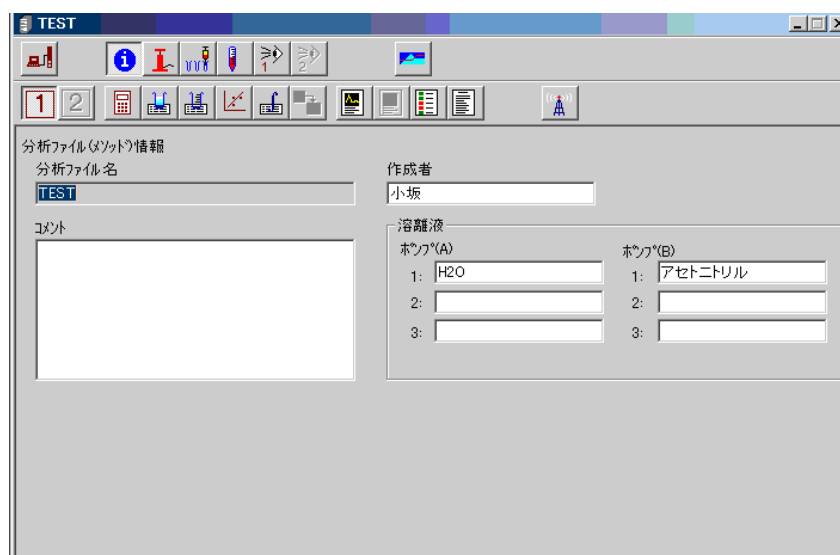 TEST
1 2
1 2
分析ファイル(メソッド)情報
分析ファイル名
TEST
作成者
小坂
コメント
溶離液
ポンプ(A)
1: H2O
2:
3:
ポンプ(B)
1: アセトニトリル
2:
3: